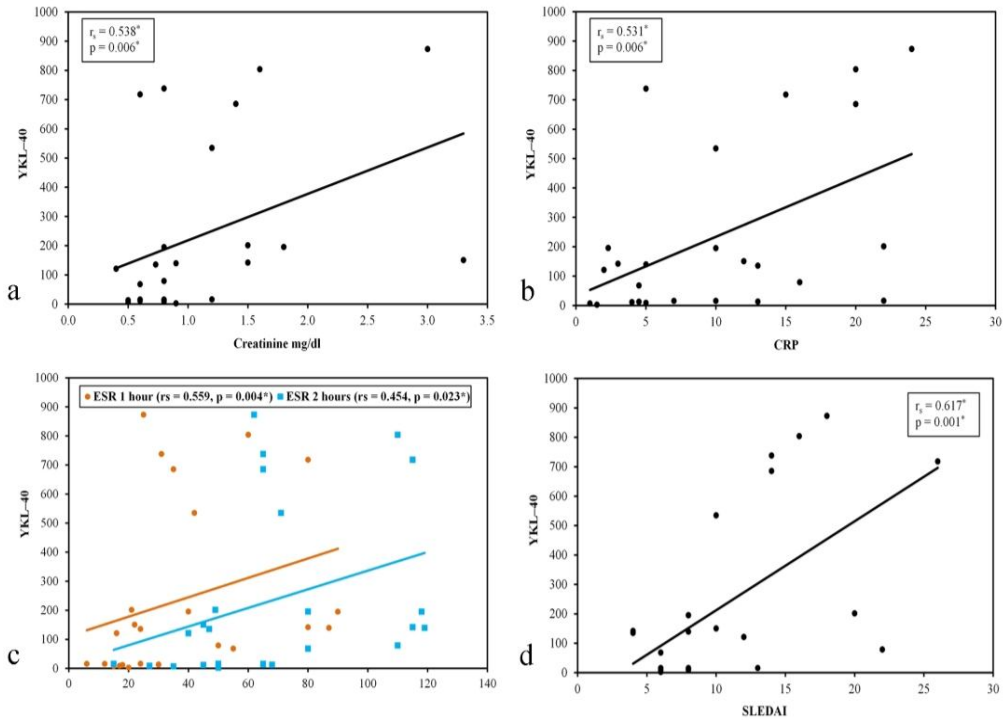 1000
900
800
700
600
500
400
300
200
100
0
YKL–40
rs = 0.538*
p = 0.006*
0.0 0.5 1.0 1.5 2.0 2.5 3.0 3.5
Creatinine mg/dl
a
1000
900
800
700
600
500
400
300
200
100
0
YKL–40
rs = 0.531*
p = 0.006*
0 5 10 15 20 25 30
CRP
b
1000
900
800
700
600
500
400
300
200
100
0
YKL–40
ESR 1 hour (rs = 0.559, p = 0.004*) ESR 2 hours (rs = 0.454, p = 0.023*)
0 20 40 60 80 100 120 140
c
1000
900
800
700
600
500
400
300
200
100
0
YKL–40
rs = 0.617*
p = 0.001*
0 5 10 15 20 25 30
SLEDAI
d